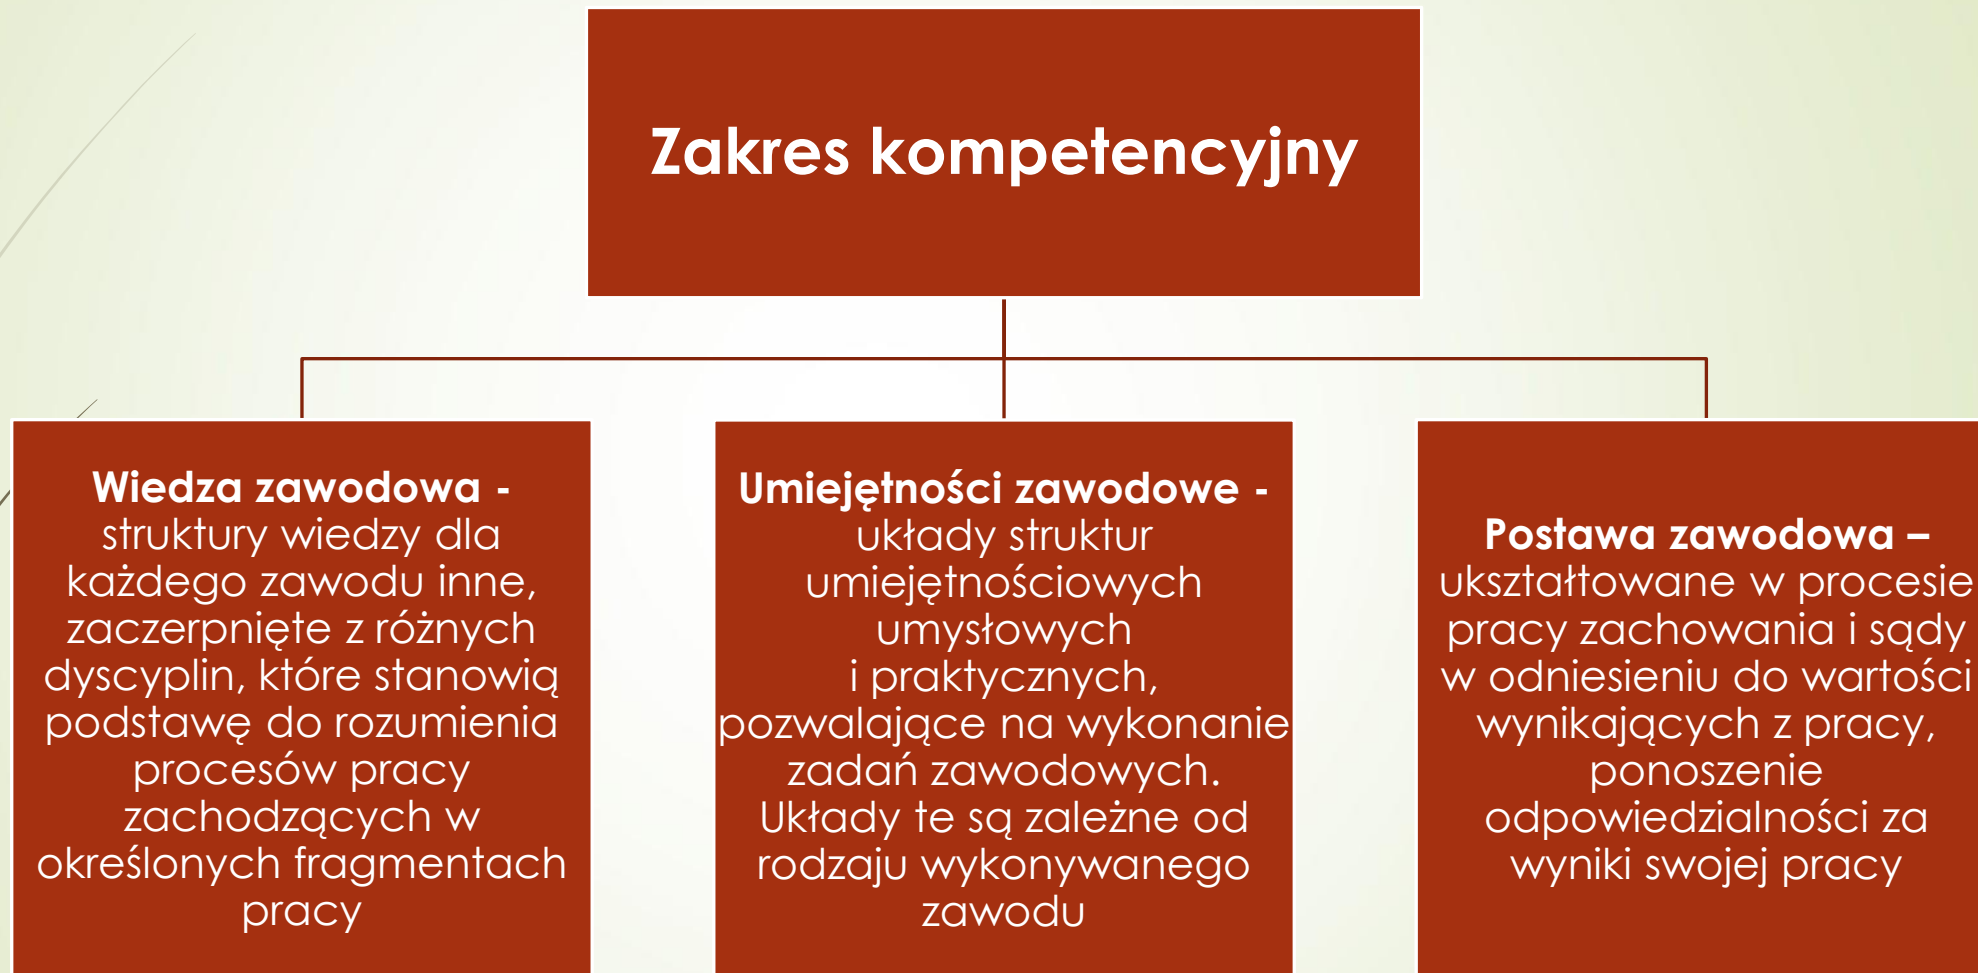 Zakres kompetencyjny
Wiedza zawodowa -
struktury wiedzy dla
każdego zawodu inne,
zaczerpnięte z różnych
dyscyplin, które stanowią
podstawę do rozumienia
procesów pracy
zachodzących w
określonych fragmentach
pracy
Umiejętności zawodowe -
układy struktur
umiejętnościowych
umysłowych
i praktycznych,
pozwalające na wykonanie
zadań zawodowych.
Układy te są zależne od
rodzaju wykonywanego
zawodu
Postawa zawodowa –
ukształtowane w procesie
pracy zachowania i sądy
w odniesieniu do wartości
wynikających z pracy,
ponoszenie
odpowiedzialności za
wyniki swojej pracy